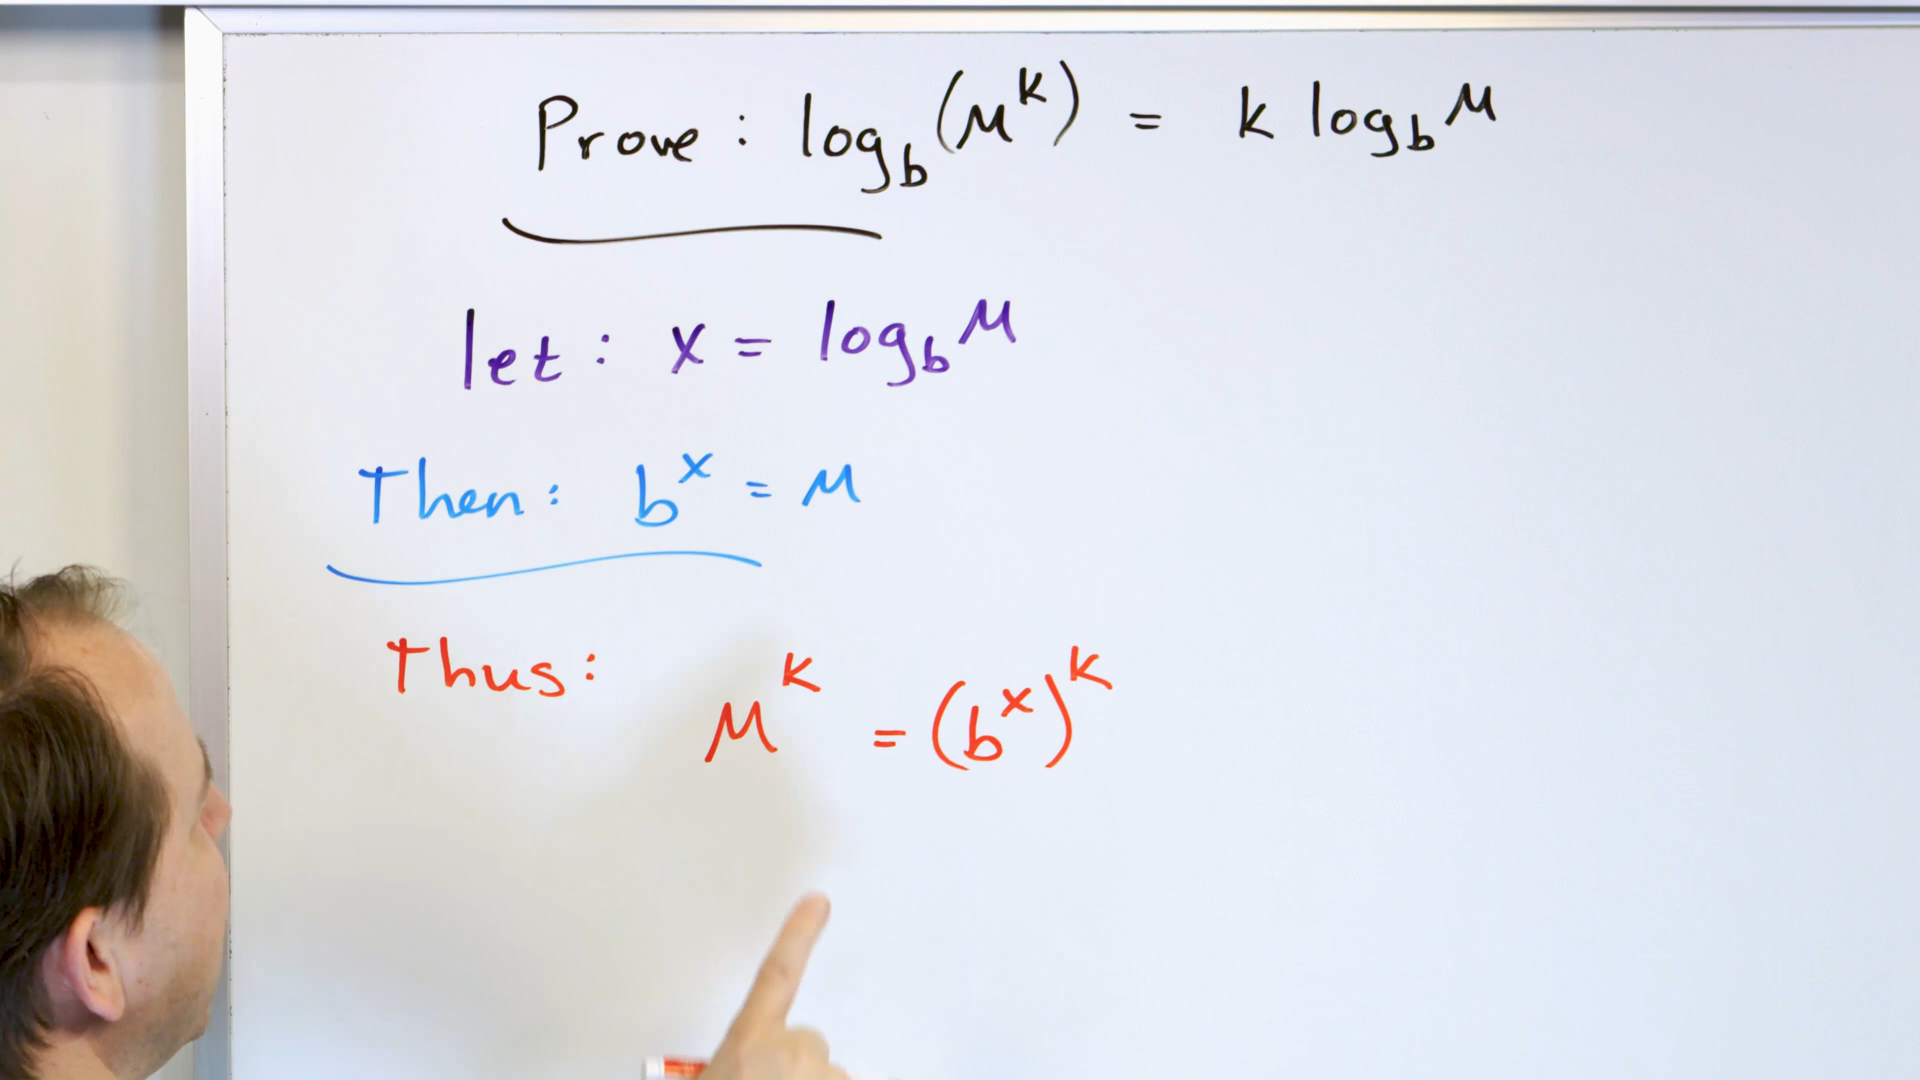 Prove: log_b(M^k) = k log_b M
let: x = log_b M
Then: b^x = M
Thus: M^k = (b^x)^k